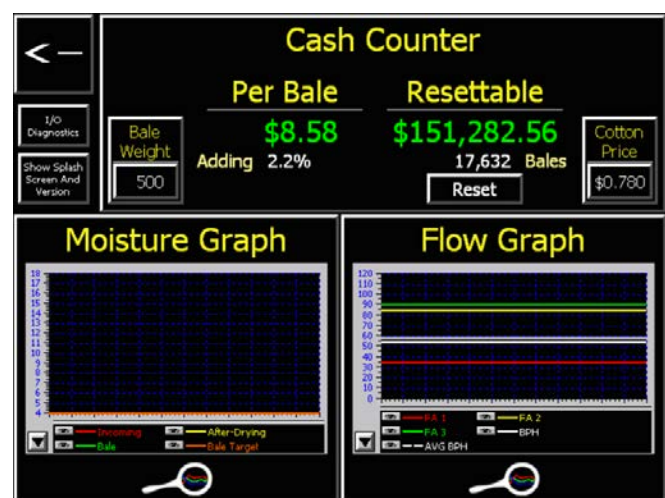 <-
Cash Counter
I/O
Diagnostics
Show Splash
Screen And
Version
Bale
Weight
500
Per Bale
$8.58
Adding 2.2%
Resettable
$151,282.56
17,632 Bales
Reset
Cotton
Price
$0.780
Moisture Graph
18
17
16
15
14
13
12
11
10
9
8
7
6
5
4
Incoming
After-Drying
Bale
Bale Target
Flow Graph
120
110
100
90
80
70
60
50
40
30
20
10
0
FA 1
FA 2
FA 3
BPH
AVG BPH